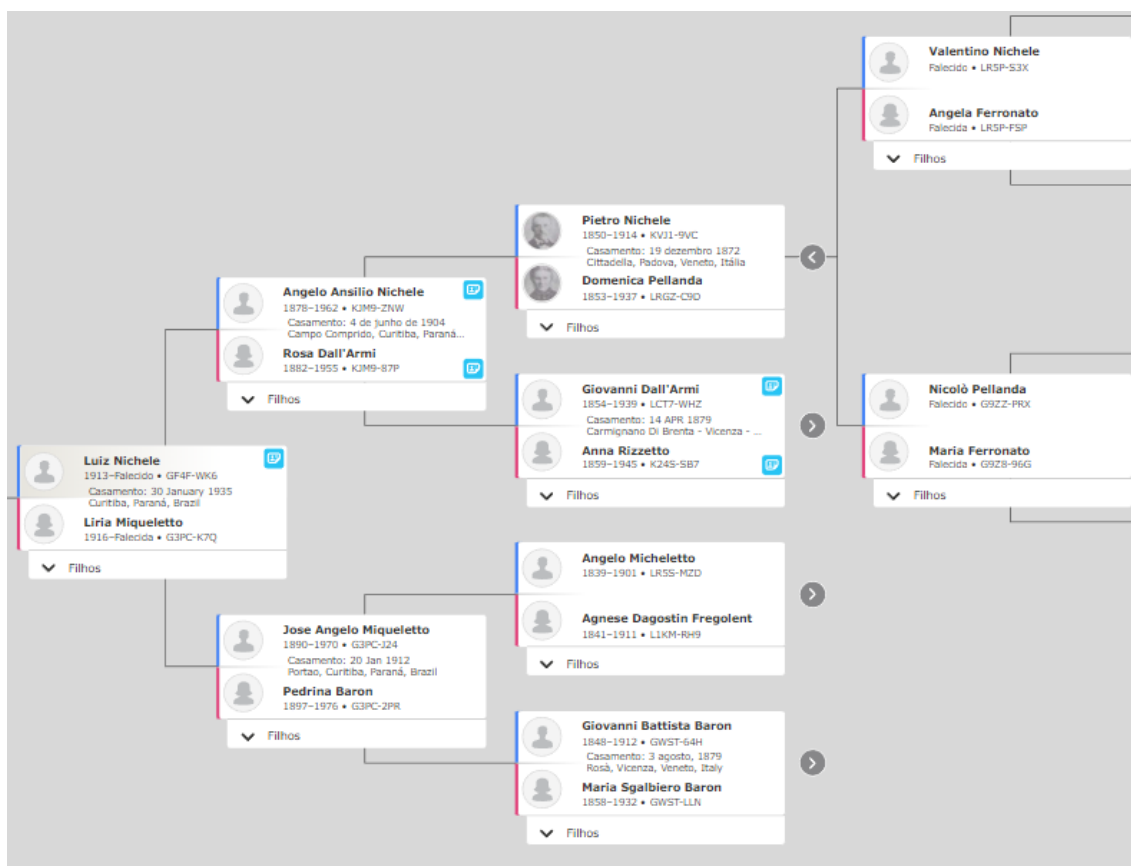 Valentino Nichele
Falecido • LR5P-S3X
Angela Ferronato
Falecida • LR5P-FSP
Filhos
Pietro Nichele
1850–1914 • KVJ1-9VC
Casamento: 19 dezembro 1872
Cittadella, Padova, Veneto, Itália
Domenica Pellanda
1853–1937 • LRGZ-C9D
Filhos
Angelo Ansilio Nichele
1878–1962 • KJM9-ZNW
Casamento: 4 de junho de 1904
Campo Comprido, Curitiba, Paraná...
Rosa Dall'Armi
1882–1955 • KJM9-87P
Filhos
Giovanni Dall'Armi
1854–1939 • LCT7-WHZ
Casamento: 14 APR 1879
Carmignano Di Brenta - Vicenza - ...
Anna Rizzetto
1859–1945 • K24S-SB7
Filhos
Nicolò Pellanda
Falecido • G9ZZ-PRX
Maria Ferronato
Falecida • G9Z8-96G
Filhos
Luiz Nichele
1913–Falecido • GF4F-WK6
Casamento: 30 January 1935
Curitiba, Paraná, Brazil
Liria Miqueletto
1916–Falecida • G3PC-K7Q
Filhos
Angelo Micheletto
1839–1901 • LR5S-MZD
Agnese Dagostin Fregolent
1841–1911 • L1KM-RH9
Filhos
Jose Angelo Miqueletto
1890–1970 • G3PC-J24
Casamento: 20 Jan 1912
Portao, Curitiba, Paraná, Brazil
Pedrina Baron
1897–1976 • G3PC-2PR
Filhos
Giovanni Battista Baron
1848–1912 • GWST-64H
Casamento: 3 agosto, 1879
Rosà, Vicenza, Veneto, Italy
Maria Sgalbiero Baron
1858–1932 • GWST-LLN
Filhos